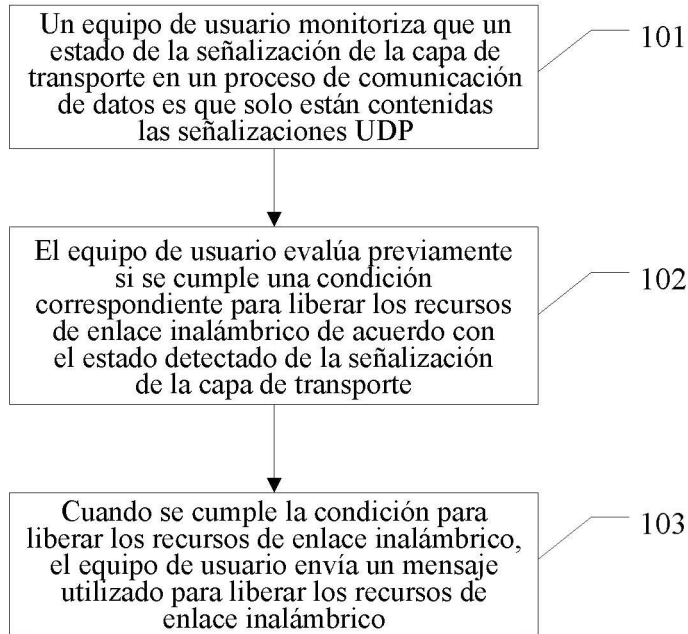 Un equipo de usuario monitoriza que un
estado de la señalización de la capa de
transporte en un proceso de comunicación
de datos es que solo están contenidas
las señalizaciones UDP
101
El equipo de usuario evalúa previamente
si se cumple una condición
correspondiente para liberar los recursos
de enlace inalámbrico de acuerdo con
el estado detectado de la señalización
de la capa de transporte
102
Cuando se cumple la condición para
liberar los recursos de enlace inalámbrico,
el equipo de usuario envía un mensaje
utilizado para liberar los recursos de
enlace inalámbrico
103